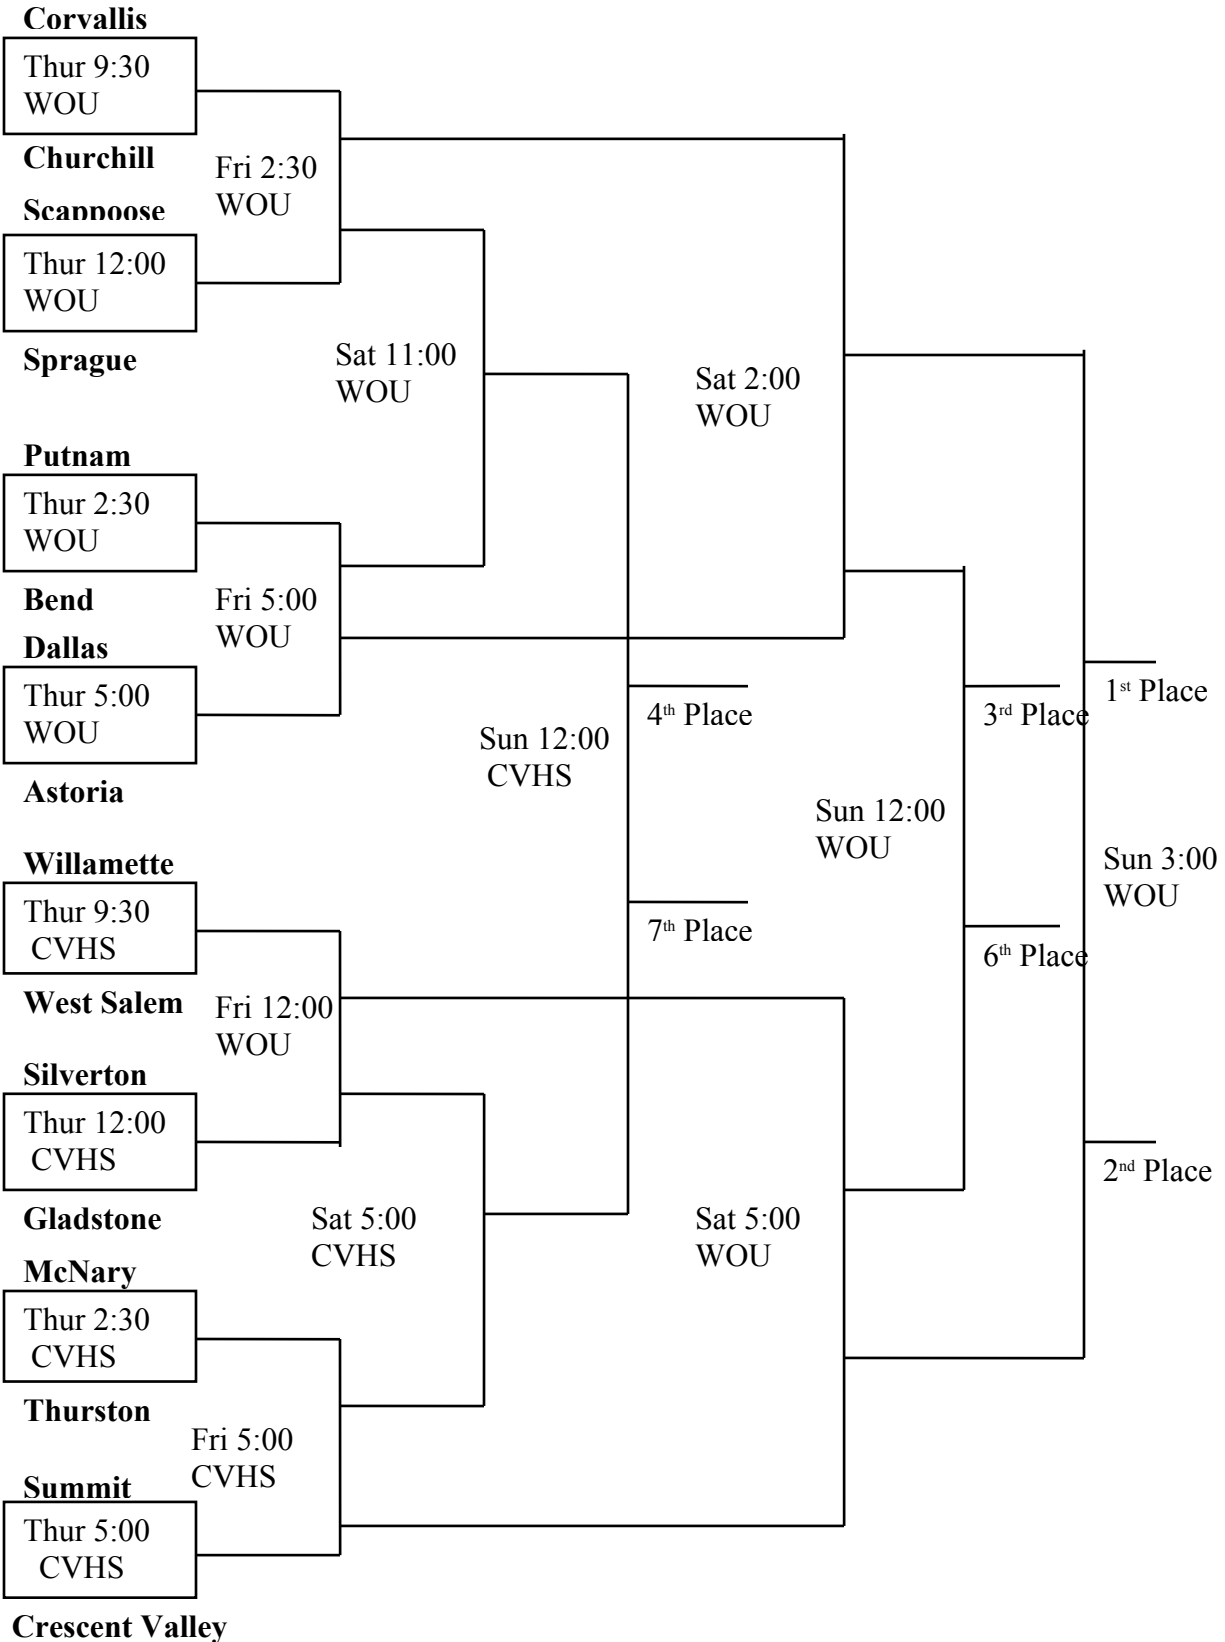 Corvallis
Thur 9:30
WOU
Churchill
Fri 2:30
WOU
Scappoose
Thur 12:00
WOU
Sprague
Sat 11:00
WOU
Sat 2:00
WOU
Putnam
Thur 2:30
WOU
Bend
Fri 5:00
WOU
Dallas
Thur 5:00
WOU
Astoria
4th Place
3rd Place
1st Place
Sun 12:00
CVHS
Sun 12:00
WOU
Sun 3:00
WOU
Willamette
Thur 9:30
CVHS
West Salem
Fri 12:00
WOU
7th Place
6th Place
Silverton
Thur 12:00
CVHS
Gladstone
Sat 5:00
CVHS
Sat 5:00
WOU
2nd Place
McNary
Thur 2:30
CVHS
Thurston
Fri 5:00
CVHS
Summit
Thur 5:00
CVHS
Crescent Valley